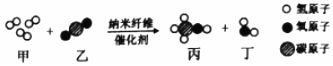 纳米纤维
催化剂
甲 乙 丙 丁
氢原子
氧原子
碳原子